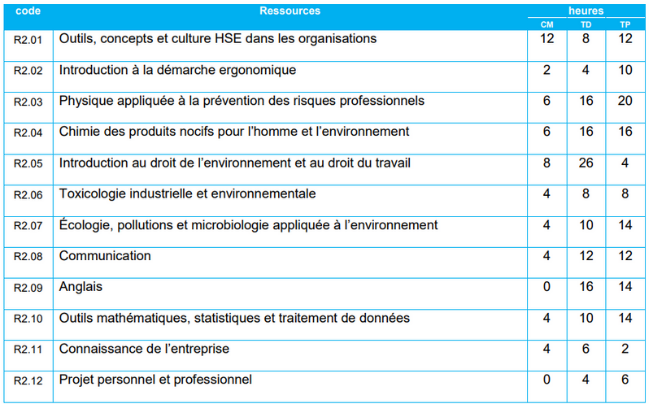 code Ressources heures
CM TD TP
R2.01 Outils, concepts et culture HSE dans les organisations 12 8 12
R2.02 Introduction à la démarche ergonomique 2 4 10
R2.03 Physique appliquée à la prévention des risques professionnels 6 16 20
R2.04 Chimie des produits nocifs pour l'homme et l'environnement 6 16 16
R2.05 Introduction au droit de l'environnement et au droit du travail 8 26 4
R2.06 Toxicologie industrielle et environnementale 4 8 8
R2.07 Écologie, pollutions et microbiologie appliquée à l'environnement 4 10 14
R2.08 Communication 4 12 12
R2.09 Anglais 0 16 14
R2.10 Outils mathématiques, statistiques et traitement de données 4 10 14
R2.11 Connaissance de l'entreprise 4 6 2
R2.12 Projet personnel et professionnel 0 4 6